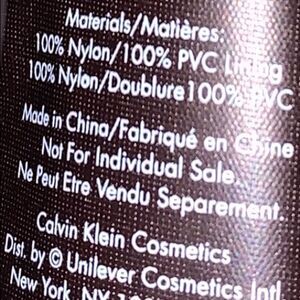 Materials/Matières:
100% Nylon/100% PVC Lining
100% Nylon/Doublure100% PVC
Made in China/Fabriqué en Chine
Not For Individual Sale.
Ne Peut Etre Vendu Separement.
Calvin Klein Cosmetics
Dist. by © Unilever Cosmetics Intl
New York, NY